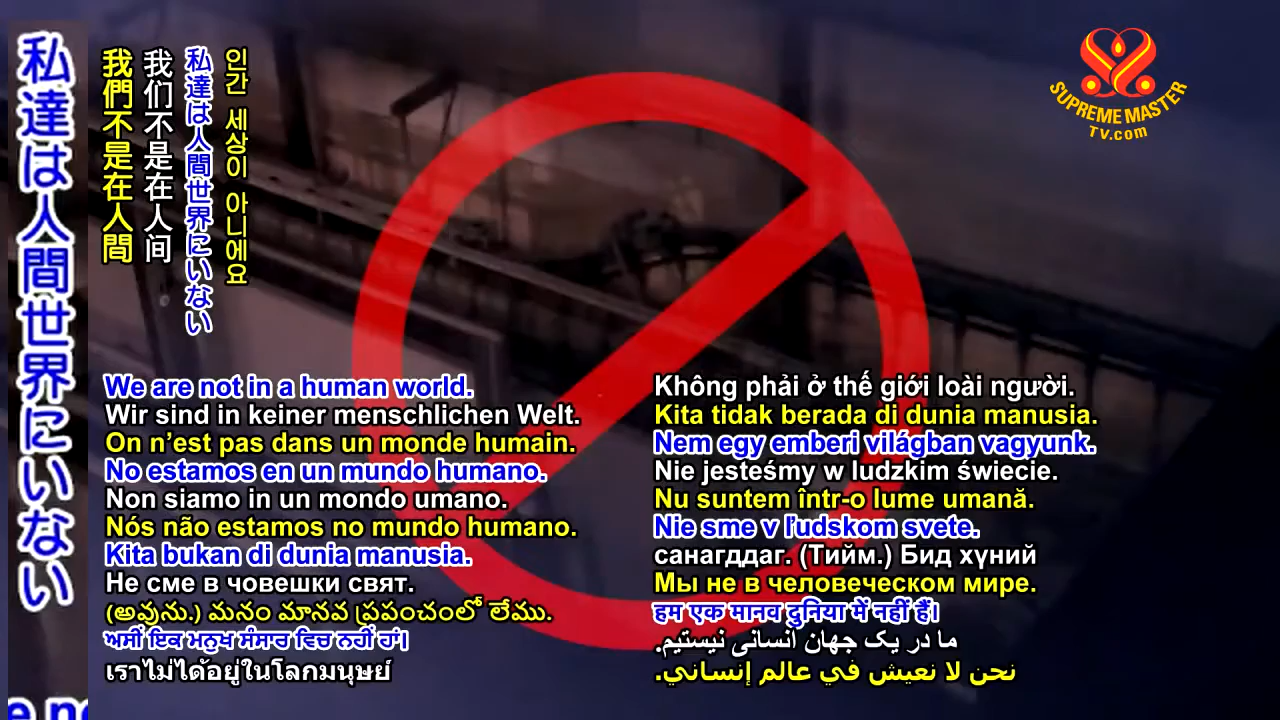 私達は人間世界にいない
我們不是在人間
我们不是在人间
私達は人間世界にいない
인간 세상이 아니에요
SUPREME MASTER
TV.com
We are not in a human world.
Wir sind in keiner menschlichen Welt.
On n’est pas dans un monde humain.
No estamos en un mundo humano.
Non siamo in un mondo umano.
Nós não estamos no mundo humano.
Kita bukan di dunia manusia.
Не сме в човешки свят.
(అవును.) మనం మానవ ప్రపంచంలో లేము.
ਅਸੀਂ ਇਕ ਮਨੁਖ ਸੰਸਾਰ ਵਿਚ ਨਹੀਂ ਹਾਂ।
เราไม่ได้อยู่ในโลกมนุษย์
Không phải ở thế giới loài người.
Kita tidak berada di dunia manusia.
Nem egy emberi világban vagyunk.
Nie jesteśmy w ludzkim świecie.
Nu suntem într-o lume umană.
Nie sme v ľudskom svete.
санагддаг. (Тийм.) Бид хүний
Мы не в человеческом мире.
हम एक मानव दुनिया में नहीं हैं।
ما در یک جهان انسانی نیستیم.
نحن لا نعيش في عالم إنساني.